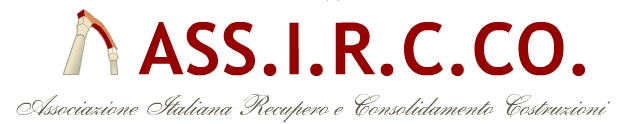 ASS.I.R.C.CO.
Associazione Italiana Recupero e Consolidamento Costruzioni